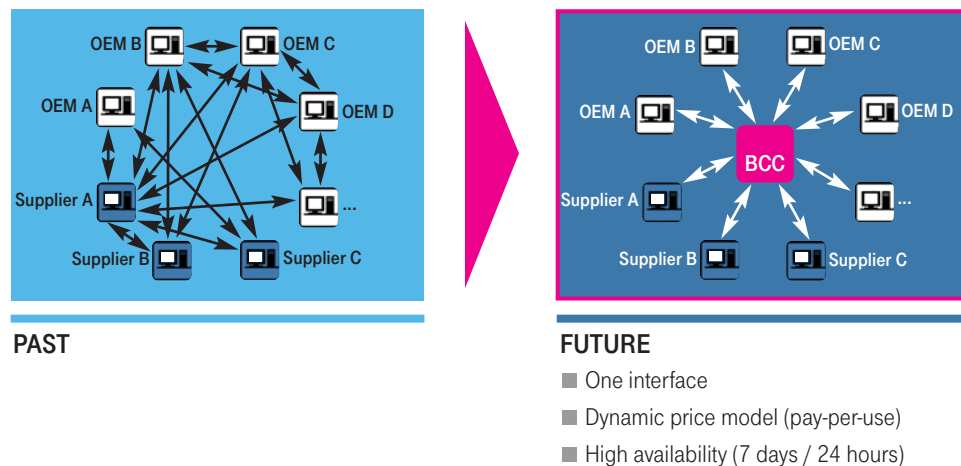 OEM B
OEM C
OEM A
OEM D
Supplier A
...
Supplier B
Supplier C
PAST
OEM B
OEM C
OEM A
OEM D
BCC
Supplier A
...
Supplier B
Supplier C
FUTURE
One interface
Dynamic price model (pay-per-use)
High availability (7 days / 24 hours)